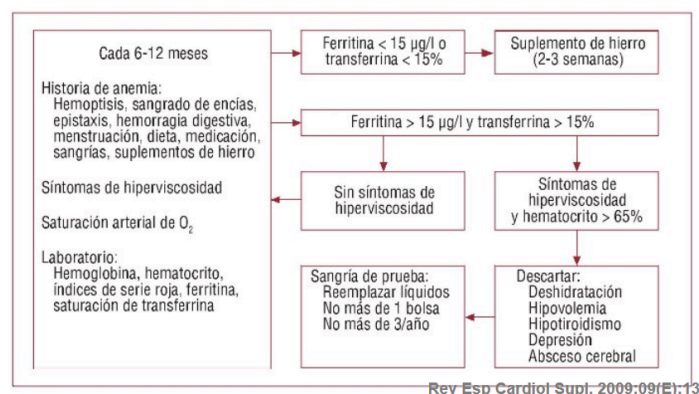 Cada 6-12 meses
Historia de anemia:
Hemoptisis, sangrado de encías,
epistaxis, hemorragia digestiva,
menstruación, dieta, medicación,
sangrías, suplementos de hierro
Síntomas de hiperviscosidad
Saturación arterial de O2
Laboratorio:
Hemoglobina, hematocrito,
índices de serie roja, ferritina,
saturación de transferrina
Ferritina < 15 µg/l o
transferrina < 15%
Suplemento de hierro
(2-3 semanas)
Ferritina > 15 µg/l y transferrina > 15%
Sin síntomas de
hiperviscosidad
Síntomas de
hiperviscosidad
y hematocrito > 65%
Sangría de prueba:
Reemplazar líquidos
No más de 1 bolsa
No más de 3/año
Descartar:
Deshidratación
Hipovolemia
Hipotiroidismo
Depresión
Absceso cerebral
Rev Esp Cardiol Supl. 2009;09(E):13